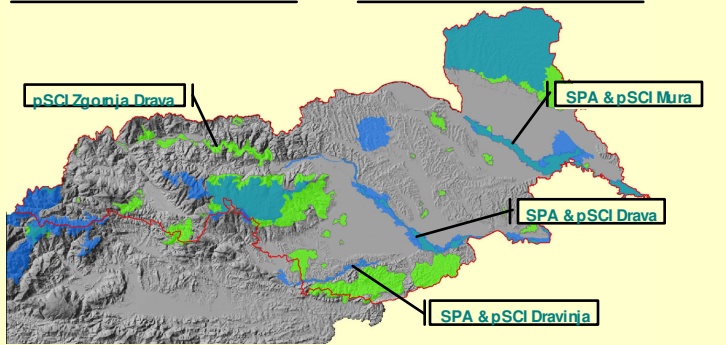 pSCI Zgornja Drava
SPA & pSCI Mura
SPA & pSCI Drava
SPA & pSCI Dravinja